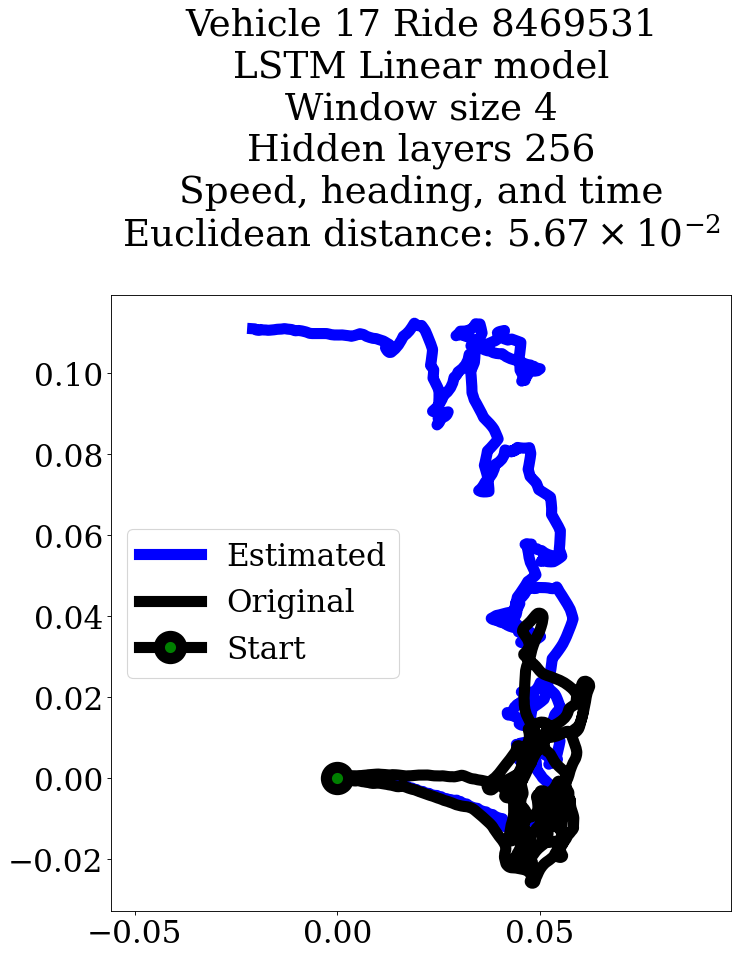 Vehicle 17 Ride 8469531
LSTM Linear model
Window size 4
Hidden layers 256
Speed, heading, and time
Euclidean distance: 5.67 × 10⁻²
0.10
0.08
0.06
0.04
0.02
0.00
−0.02
Estimated
Original
Start
−0.05
0.00
0.05